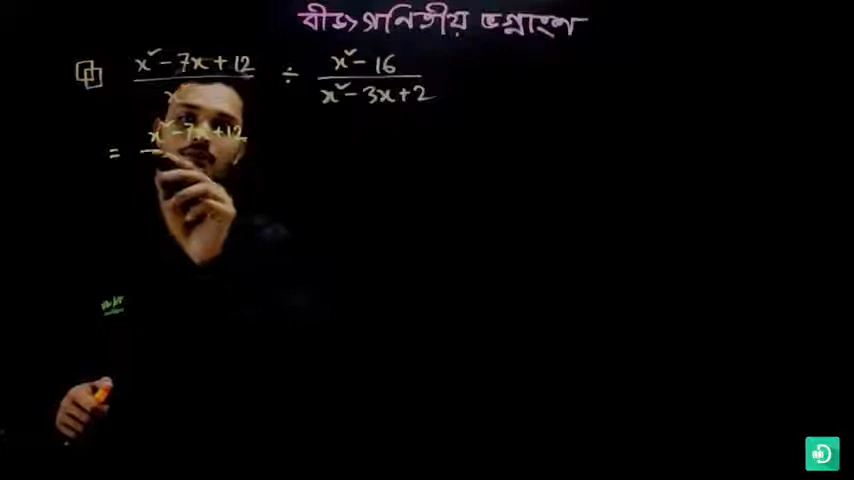 বীজগণিতীয় ভগ্নাংশ
x² - 7x + 12 ÷ x² - 16
x x² - 3x + 2
= x² - 7x + 12